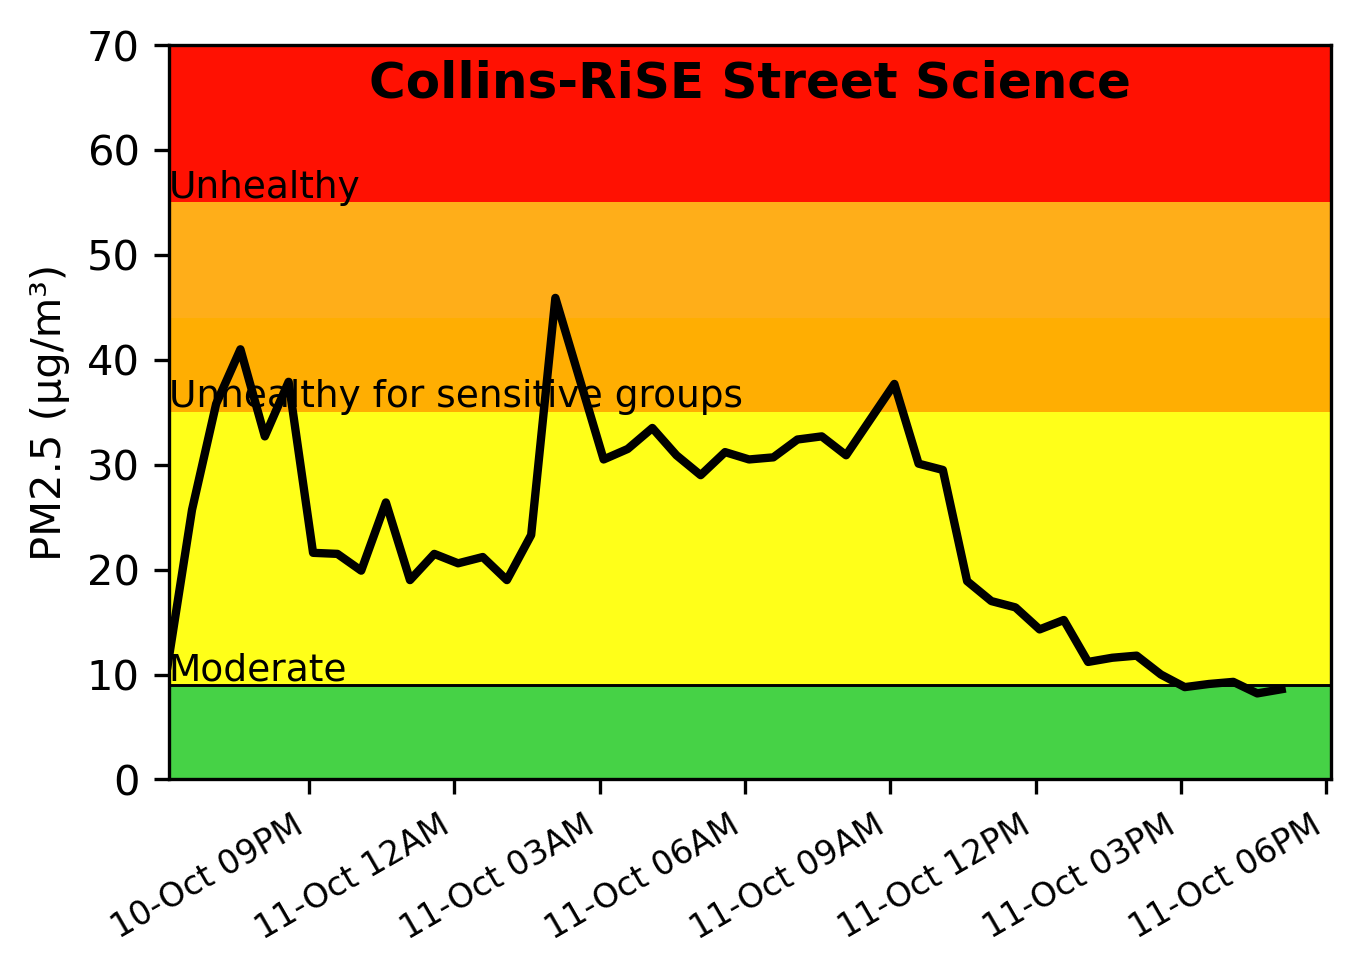 Collins-RiSE Street Science
70
60
50
40
30
20
10
0
PM2.5 (µg/m³)
Unhealthy
Unhealthy for sensitive groups
Moderate
10-Oct 09PM
11-Oct 12AM
11-Oct 03AM
11-Oct 06AM
11-Oct 09AM
11-Oct 12PM
11-Oct 03PM
11-Oct 06PM